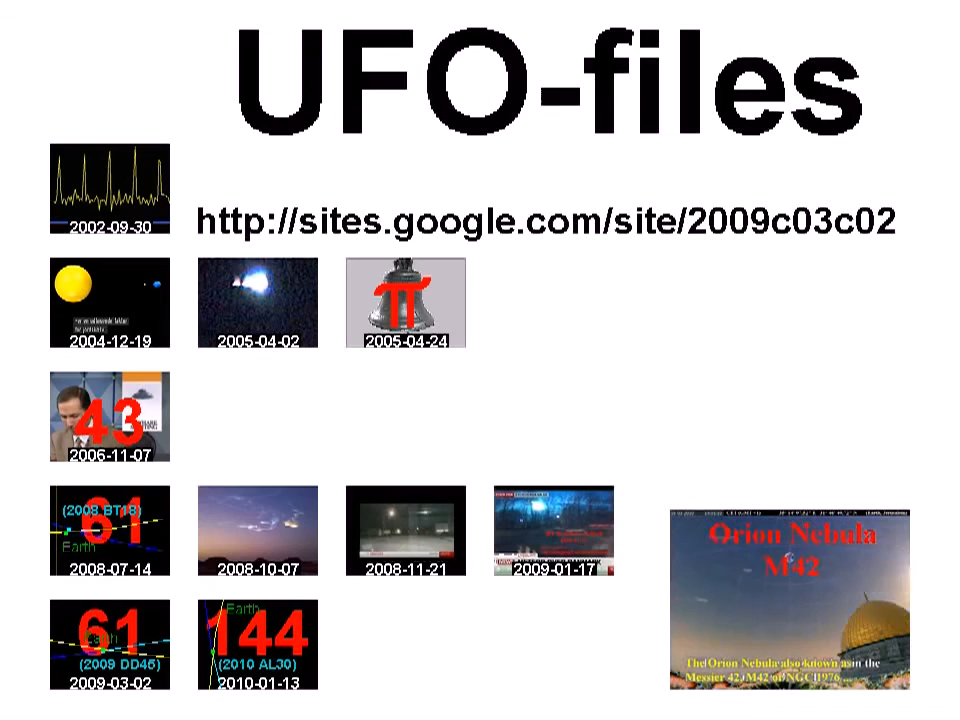 UFO-files
2002-09-30
http://sites.google.com/site/2009c03c02
2004-12-19
2005-04-02
π
2005-04-24
43
2006-11-07
61
(2008 BT18)
Earth
2008-07-14
2008-10-07
2008-11-21
2009-01-17
61
Earth
(2009 DD45)
2009-03-02
Earth
144
(2010 AL30)
2010-01-13
Orion Nebula
M42
The Orion Nebula also known as in the
Messier 42, M42 of NGC 1976 ...